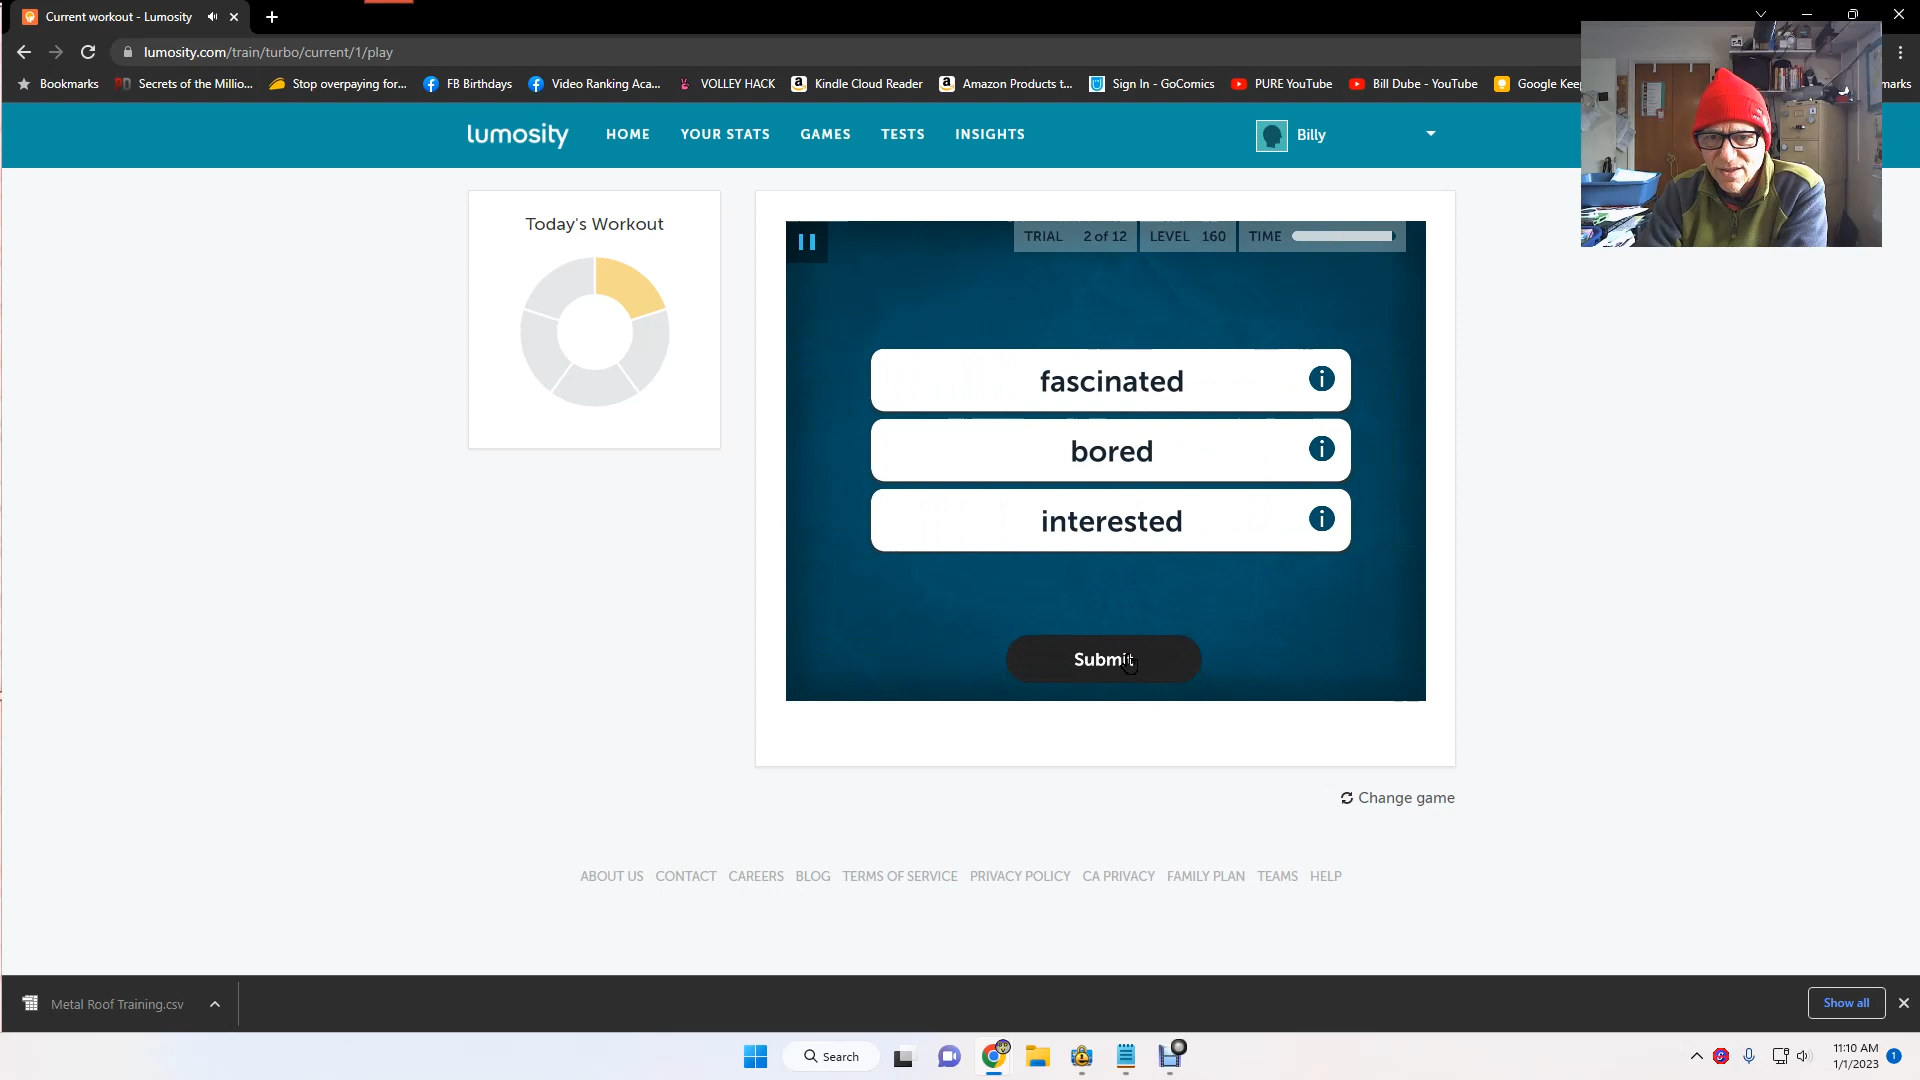 Current workout - Lumosity
lumosity.com/train/turbo/current/1/play
Bookmarks Secrets of the Millio... Stop overpaying for... FB Birthdays Video Ranking Aca... VOLLEY HACK Kindle Cloud Reader Amazon Products t... Sign In - GoComics PURE YouTube Bill Dube - YouTube Google Keep marks
lumosity HOME YOUR STATS GAMES TESTS INSIGHTS Billy
Today's Workout
TRIAL 2 of 12 LEVEL 160 TIME
fascinated
bored
interested
Submit
Change game
ABOUT US CONTACT CAREERS BLOG TERMS OF SERVICE PRIVACY POLICY CA PRIVACY FAMILY PLAN TEAMS HELP
Metal Roof Training.csv Show all
Search
11:10 AM
1/1/2023 1